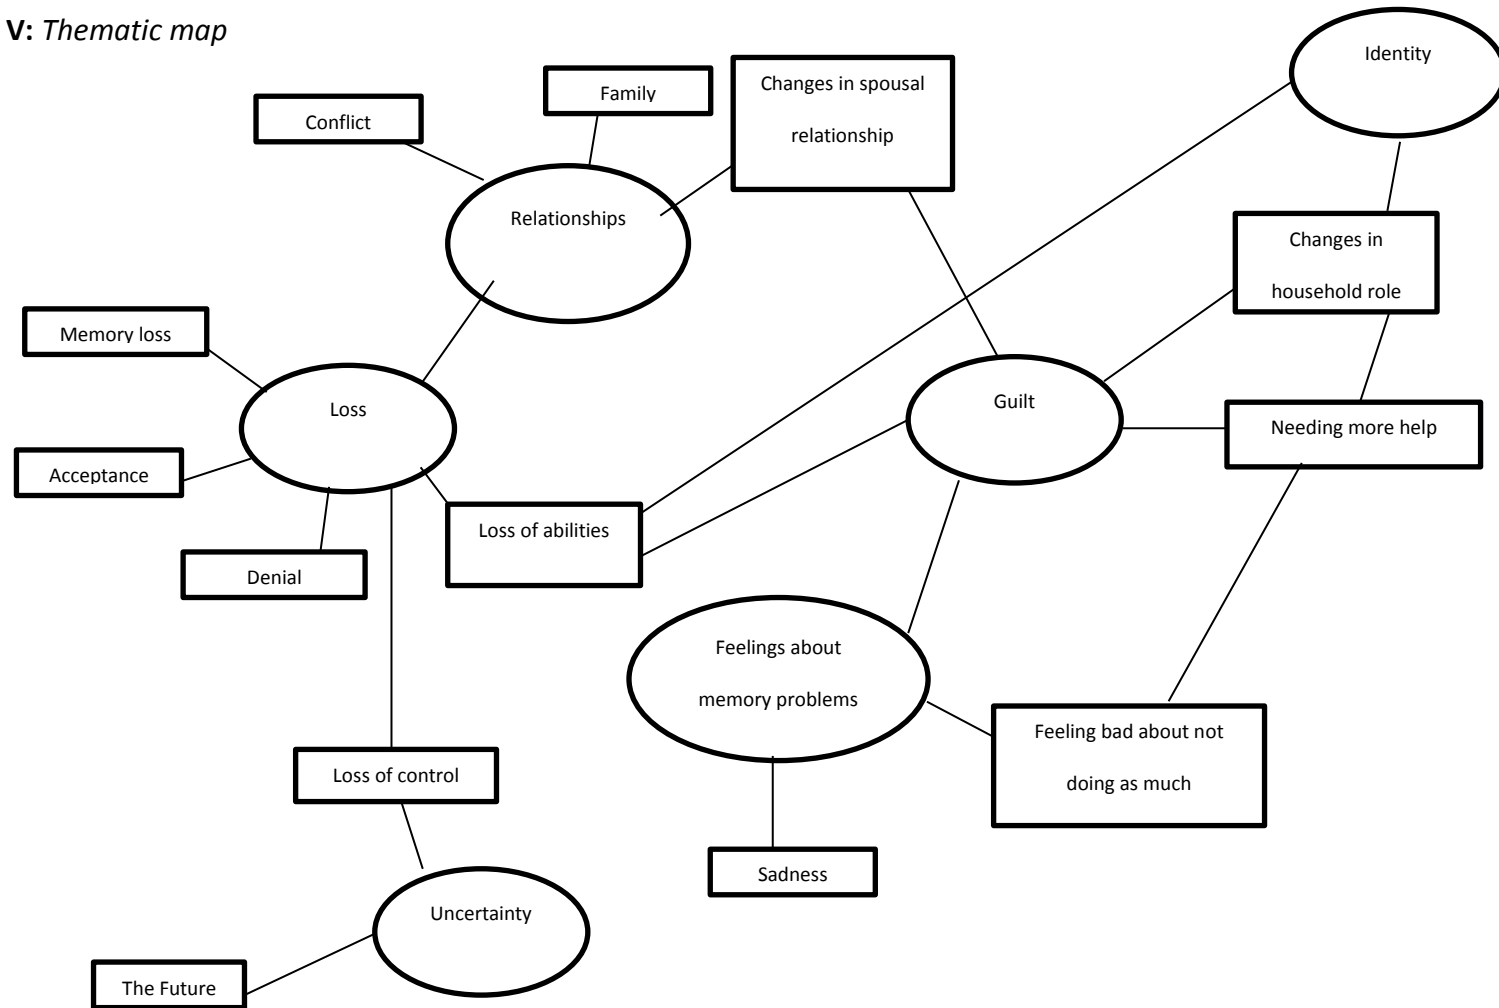 V: Thematic map
Identity
Family
Changes in spousal
relationship
Conflict
Relationships
Changes in
household role
Memory loss
Loss
Guilt
Needing more help
Acceptance
Loss of abilities
Denial
Feelings about
memory problems
Feeling bad about not
doing as much
Loss of control
Sadness
Uncertainty
The Future